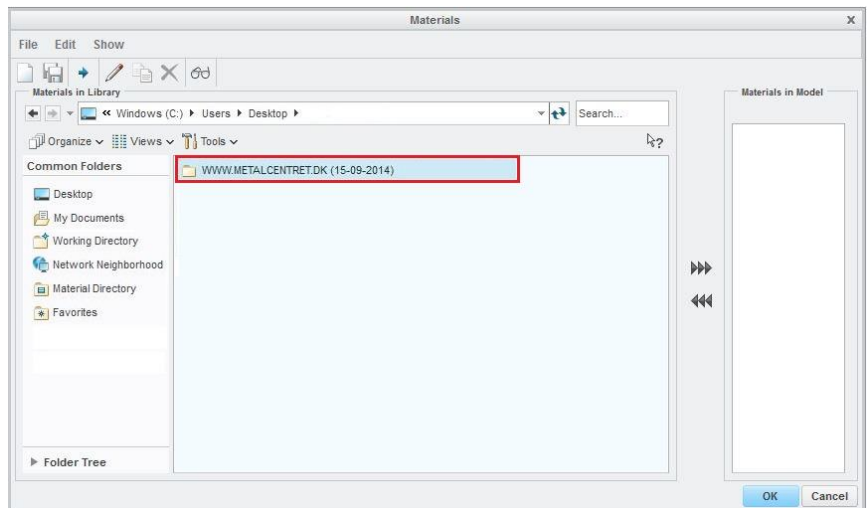 Materials
X
File Edit Show
Materials in Library
« Windows (C:) Users Desktop
Search...
Organize Views Tools
?
Common Folders
WWW.METALCENTRET.DK (15-09-2014)
Desktop
My Documents
Working Directory
Network Neighborhood
Material Directory
Favorites
Folder Tree
Materials in Model
OK Cancel